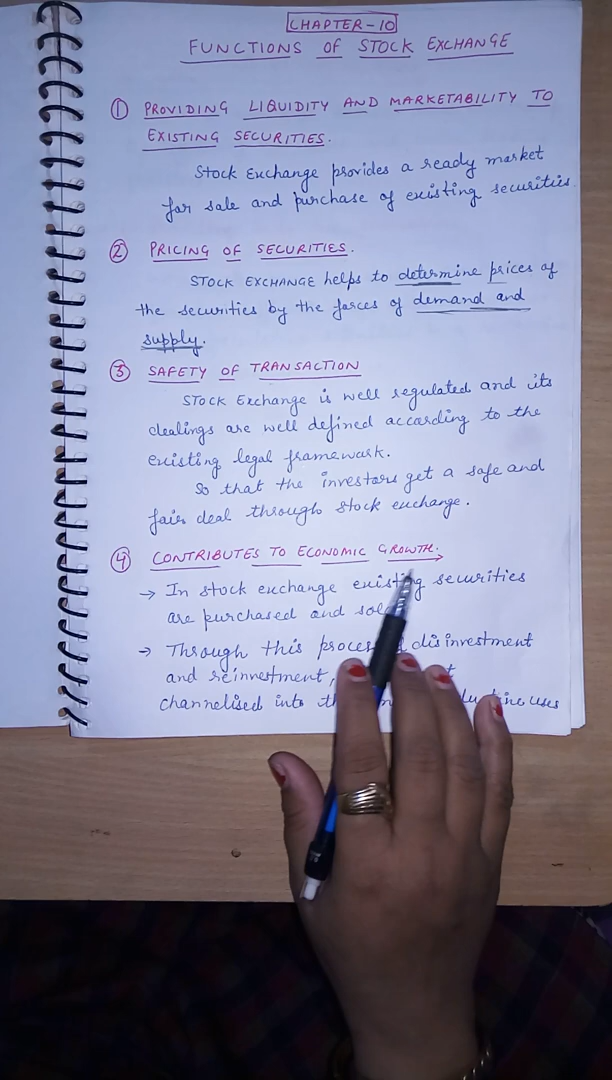 CHAPTER-10
FUNCTIONS OF STOCK EXCHANGE
① PROVIDING LIQUIDITY AND MARKETABILITY TO
EXISTING SECURITIES.
Stock Exchange provides a ready market
for sale and purchase of existing securities
② PRICING OF SECURITIES.
STOCK EXCHANGE helps to determine prices of
the securities by the forces of demand and
supply.
③ SAFETY OF TRANSACTION
STOCK Exchange is well regulated and its
dealings are well defined according to the
existing legal framework.
So that the investors get a safe and
fair deal through stock exchange.
④ CONTRIBUTES TO ECONOMIC GROWTH.
→ In stock exchange existing securities
are purchased and sold
→ Through this process disinvestment
and reinvestment,
channelised into uses